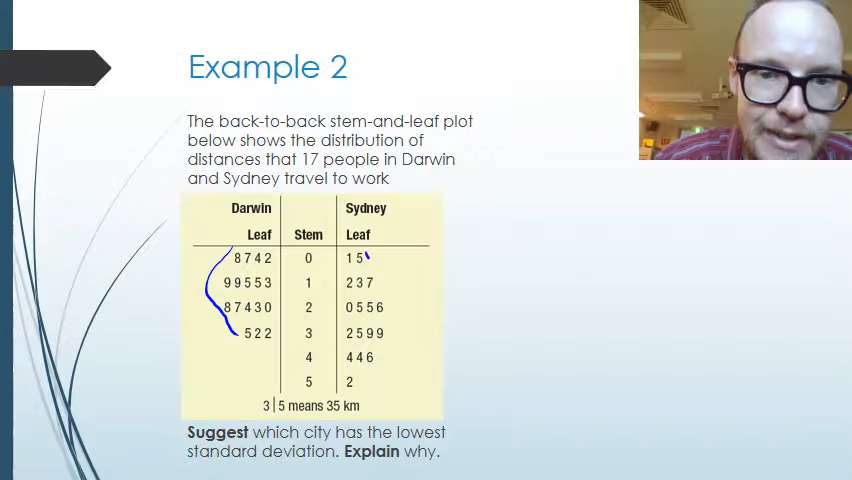 Example 2
The back-to-back stem-and-leaf plot
below shows the distribution of
distances that 17 people in Darwin
and Sydney travel to work
Darwin Sydney
Leaf Stem Leaf
8 7 4 2 0 1 5
9 9 5 5 3 1 2 3 7
8 7 4 3 0 2 0 5 5 6
5 2 2 3 2 5 9 9
4 4 4 6
5 2
3|5 means 35 km
Suggest which city has the lowest
standard deviation. Explain why.